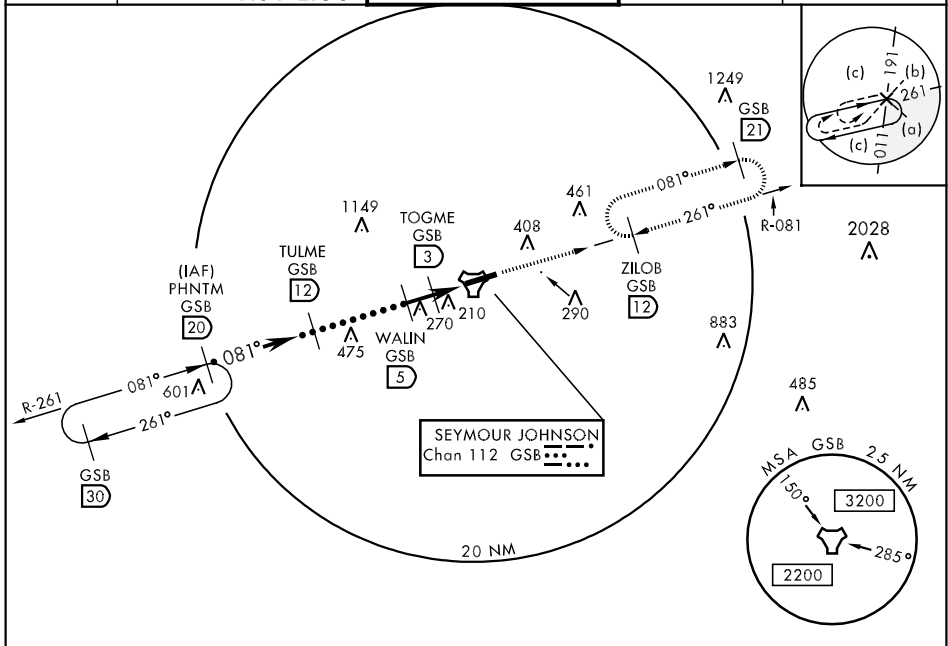 (c)
191
(b)
261
(a)
(c)
011
1249
GSB
21
081°
261°
R-081
461
408
1149
TOGME
GSB
3
2028
TULME
GSB
12
(IAF)
PHNTM
GSB
20
ZILOB
GSB
12
290
210
270
WALIN
GSB
5
475
883
081°
081°
601
R-261
261°
GSB
30
485
SEYMOUR JOHNSON
Chan 112 GSB
MSA GSB 25 NM
150°
3200
285°
2200
20 NM